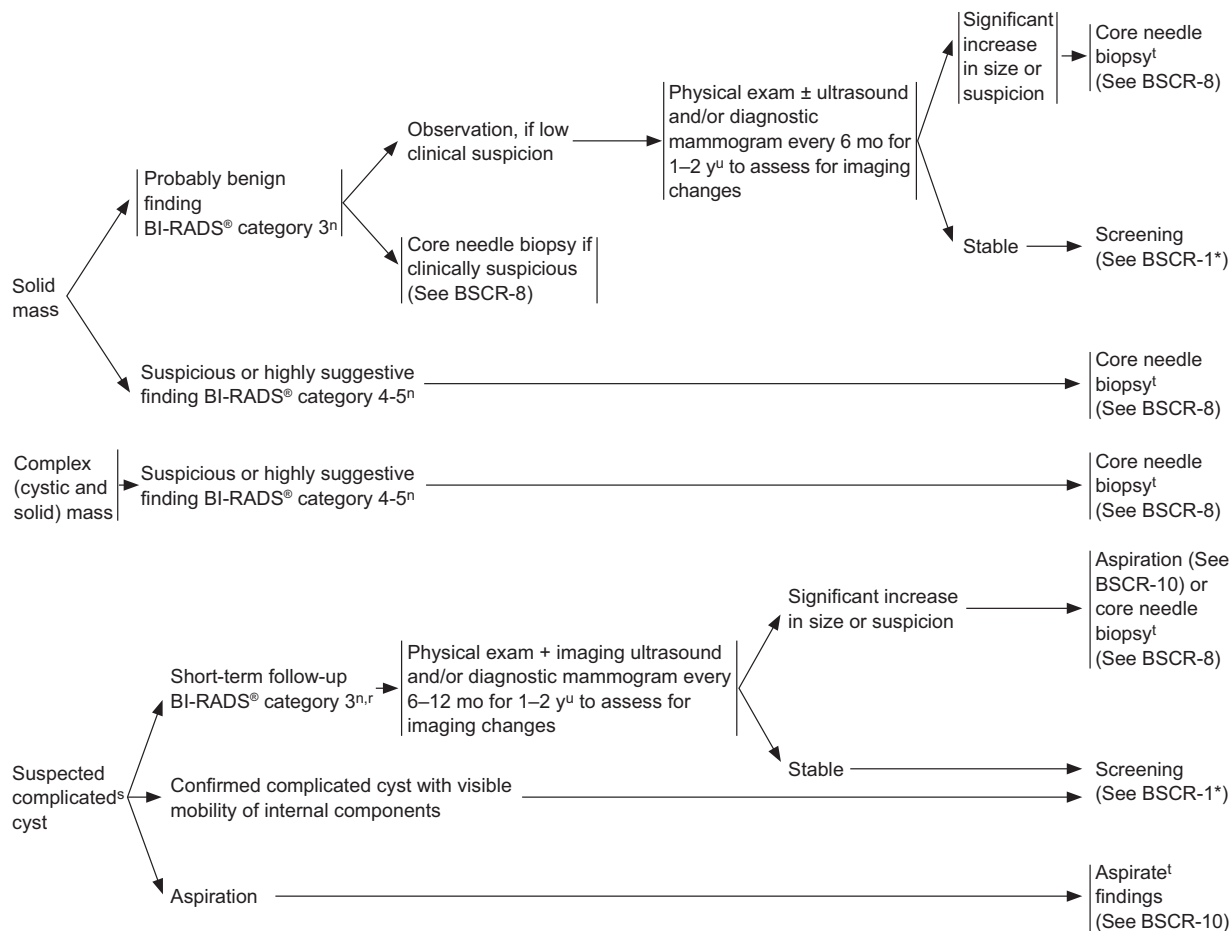 Solid
mass
Probably benign
finding
BI-RADS® category 3ⁿ
Observation, if low
clinical suspicion
Physical exam ± ultrasound
and/or diagnostic
mammogram every 6 mo for
1–2 yᵘ to assess for imaging
changes
Significant
increase
in size or
suspicion
Core needle
biopsyᵗ
(See BSCR-8)
Stable
Screening
(See BSCR-1*)
Core needle biopsy if
clinically suspicious
(See BSCR-8)
Suspicious or highly suggestive
finding BI-RADS® category 4-5ⁿ
Core needle
biopsyᵗ
(See BSCR-8)
Complex
(cystic and
solid) mass
Suspicious or highly suggestive
finding BI-RADS® category 4-5ⁿ
Core needle
biopsyᵗ
(See BSCR-8)
Suspected
complicatedˢ
cyst
Short-term follow-up
BI-RADS® category 3ⁿ,ʳ
Physical exam + imaging ultrasound
and/or diagnostic mammogram every
6–12 mo for 1–2 yᵘ to assess for
imaging changes
Significant increase
in size or suspicion
Aspiration (See
BSCR-10) or
core needle
biopsyᵗ
(See BSCR-8)
Stable
Screening
(See BSCR-1*)
Confirmed complicated cyst with visible
mobility of internal components
Aspiration
Aspirateᵗ
findings
(See BSCR-10)